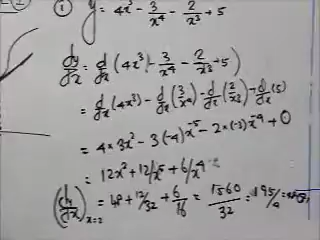 ① y = 4x³ - 3/x⁴ - 2/x³ + 5
dy/dx = d/dx (4x³ - 3/x⁴ - 2/x³ + 5)
= d/dx (4x³) - d/dx (3/x⁴) - d/dx (2/x³) + d/dx (5)
= 4 × 3x² - 3(-4)x⁻⁵ - 2 × (-3)x⁻⁴ + 0
= 12x² + 12/x⁵ + 6/x⁴
(dy/dx)x=2 = 48 + 12/32 + 6/16 = 1560/32 = 195/4